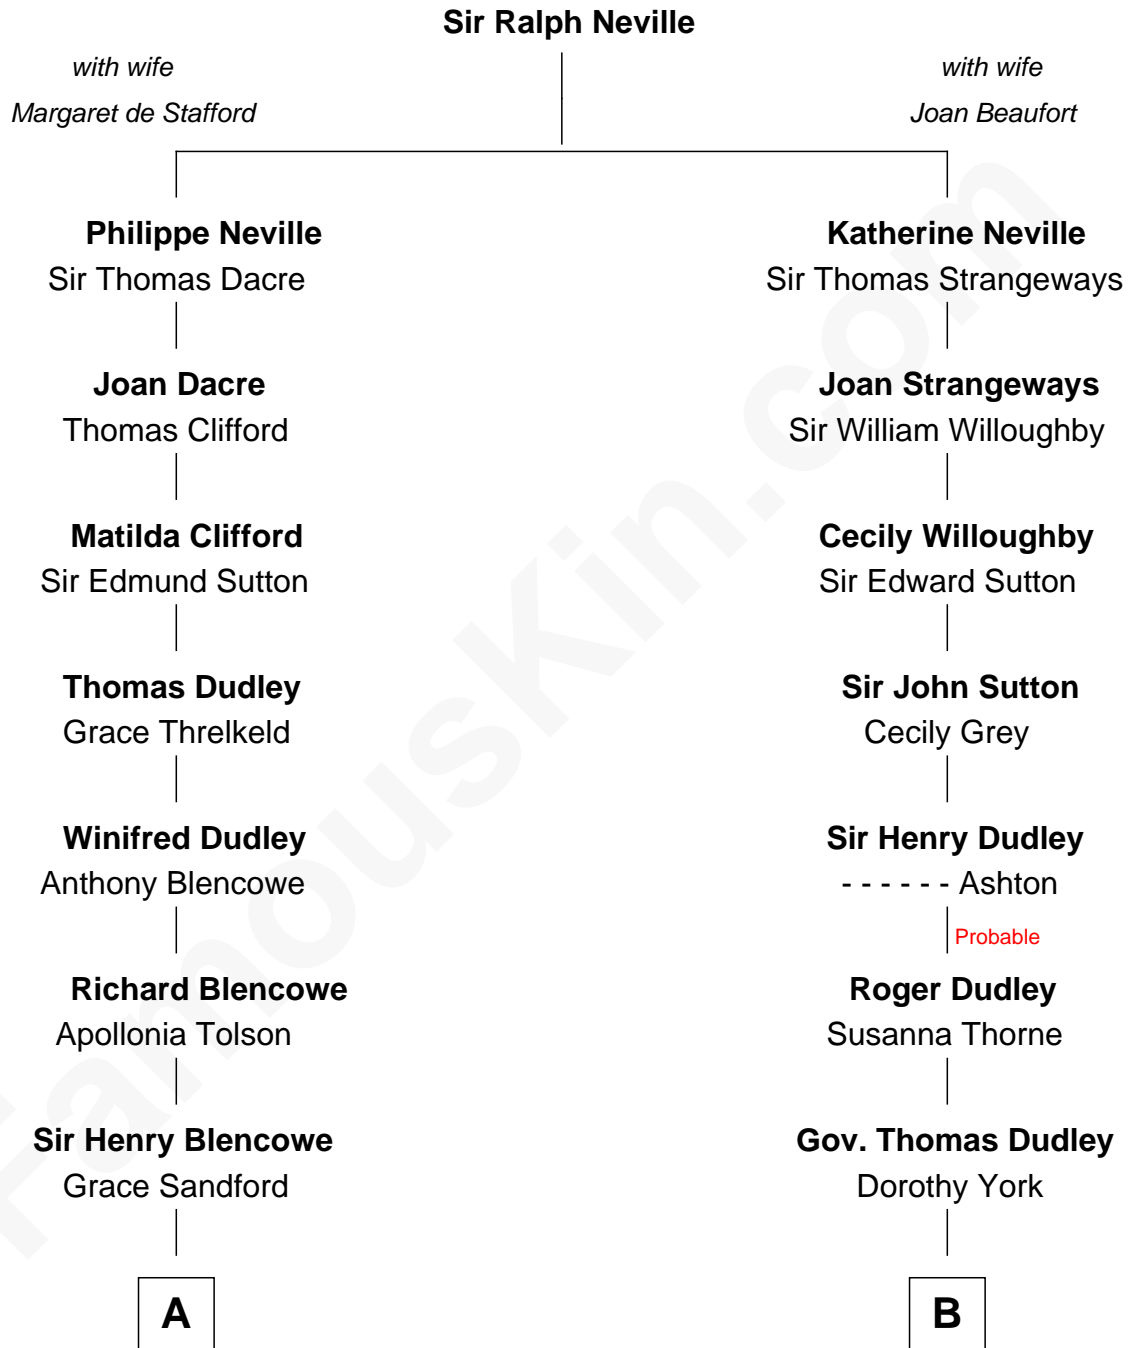 Sir Ralph Neville
with wife
Margaret de Stafford
with wife
Joan Beaufort
Philippe Neville
Sir Thomas Dacre
Katherine Neville
Sir Thomas Strangeways
Joan Dacre
Thomas Clifford
Joan Strangeways
Sir William Willoughby
Matilda Clifford
Sir Edmund Sutton
Cecily Willoughby
Sir Edward Sutton
Thomas Dudley
Grace Threlkeld
Sir John Sutton
Cecily Grey
Winifred Dudley
Anthony Blencowe
Sir Henry Dudley
- - - - - - Ashton
Probable
Richard Blencowe
Apollonia Tolson
Roger Dudley
Susanna Thorne
Sir Henry Blencowe
Grace Sandford
Gov. Thomas Dudley
Dorothy York
A
B
FamousKin.com